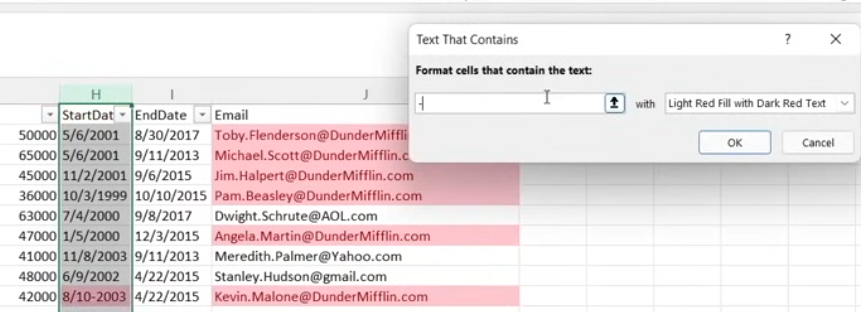 Text That Contains ? ×
Format cells that contain the text:
- with Light Red Fill with Dark Red Text
OK Cancel
H I J
StartDat EndDate Email
50000 5/6/2001 8/30/2017 Toby.Flenderson@DunderMiffli
65000 5/6/2001 9/11/2013 Michael.Scott@DunderMifflin.c
45000 11/2/2001 9/6/2015 Jim.Halpert@DunderMifflin.com
36000 10/3/1999 10/10/2015 Pam.Beasley@DunderMifflin.com
63000 7/4/2000 9/8/2017 Dwight.Schrute@AOL.com
47000 1/5/2000 12/3/2015 Angela.Martin@DunderMifflin.com
41000 11/8/2003 9/11/2013 Meredith.Palmer@Yahoo.com
48000 6/9/2002 4/22/2015 Stanley.Hudson@gmail.com
42000 8/10-2003 4/22/2015 Kevin.Malone@DunderMifflin.com